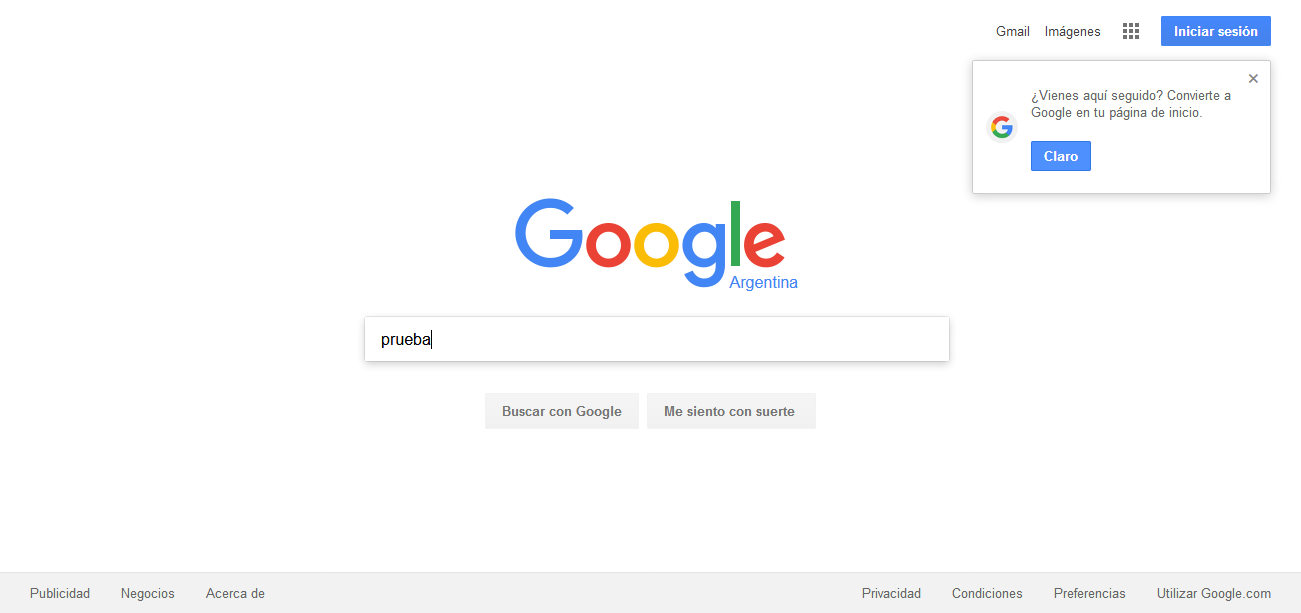 Gmail Imágenes Iniciar sesión
¿Vienes aquí seguido? Convierte a
Google en tu página de inicio.
Claro
Google
Argentina
prueba
Buscar con Google Me siento con suerte
Publicidad Negocios Acerca de Privacidad Condiciones Preferencias Utilizar Google.com